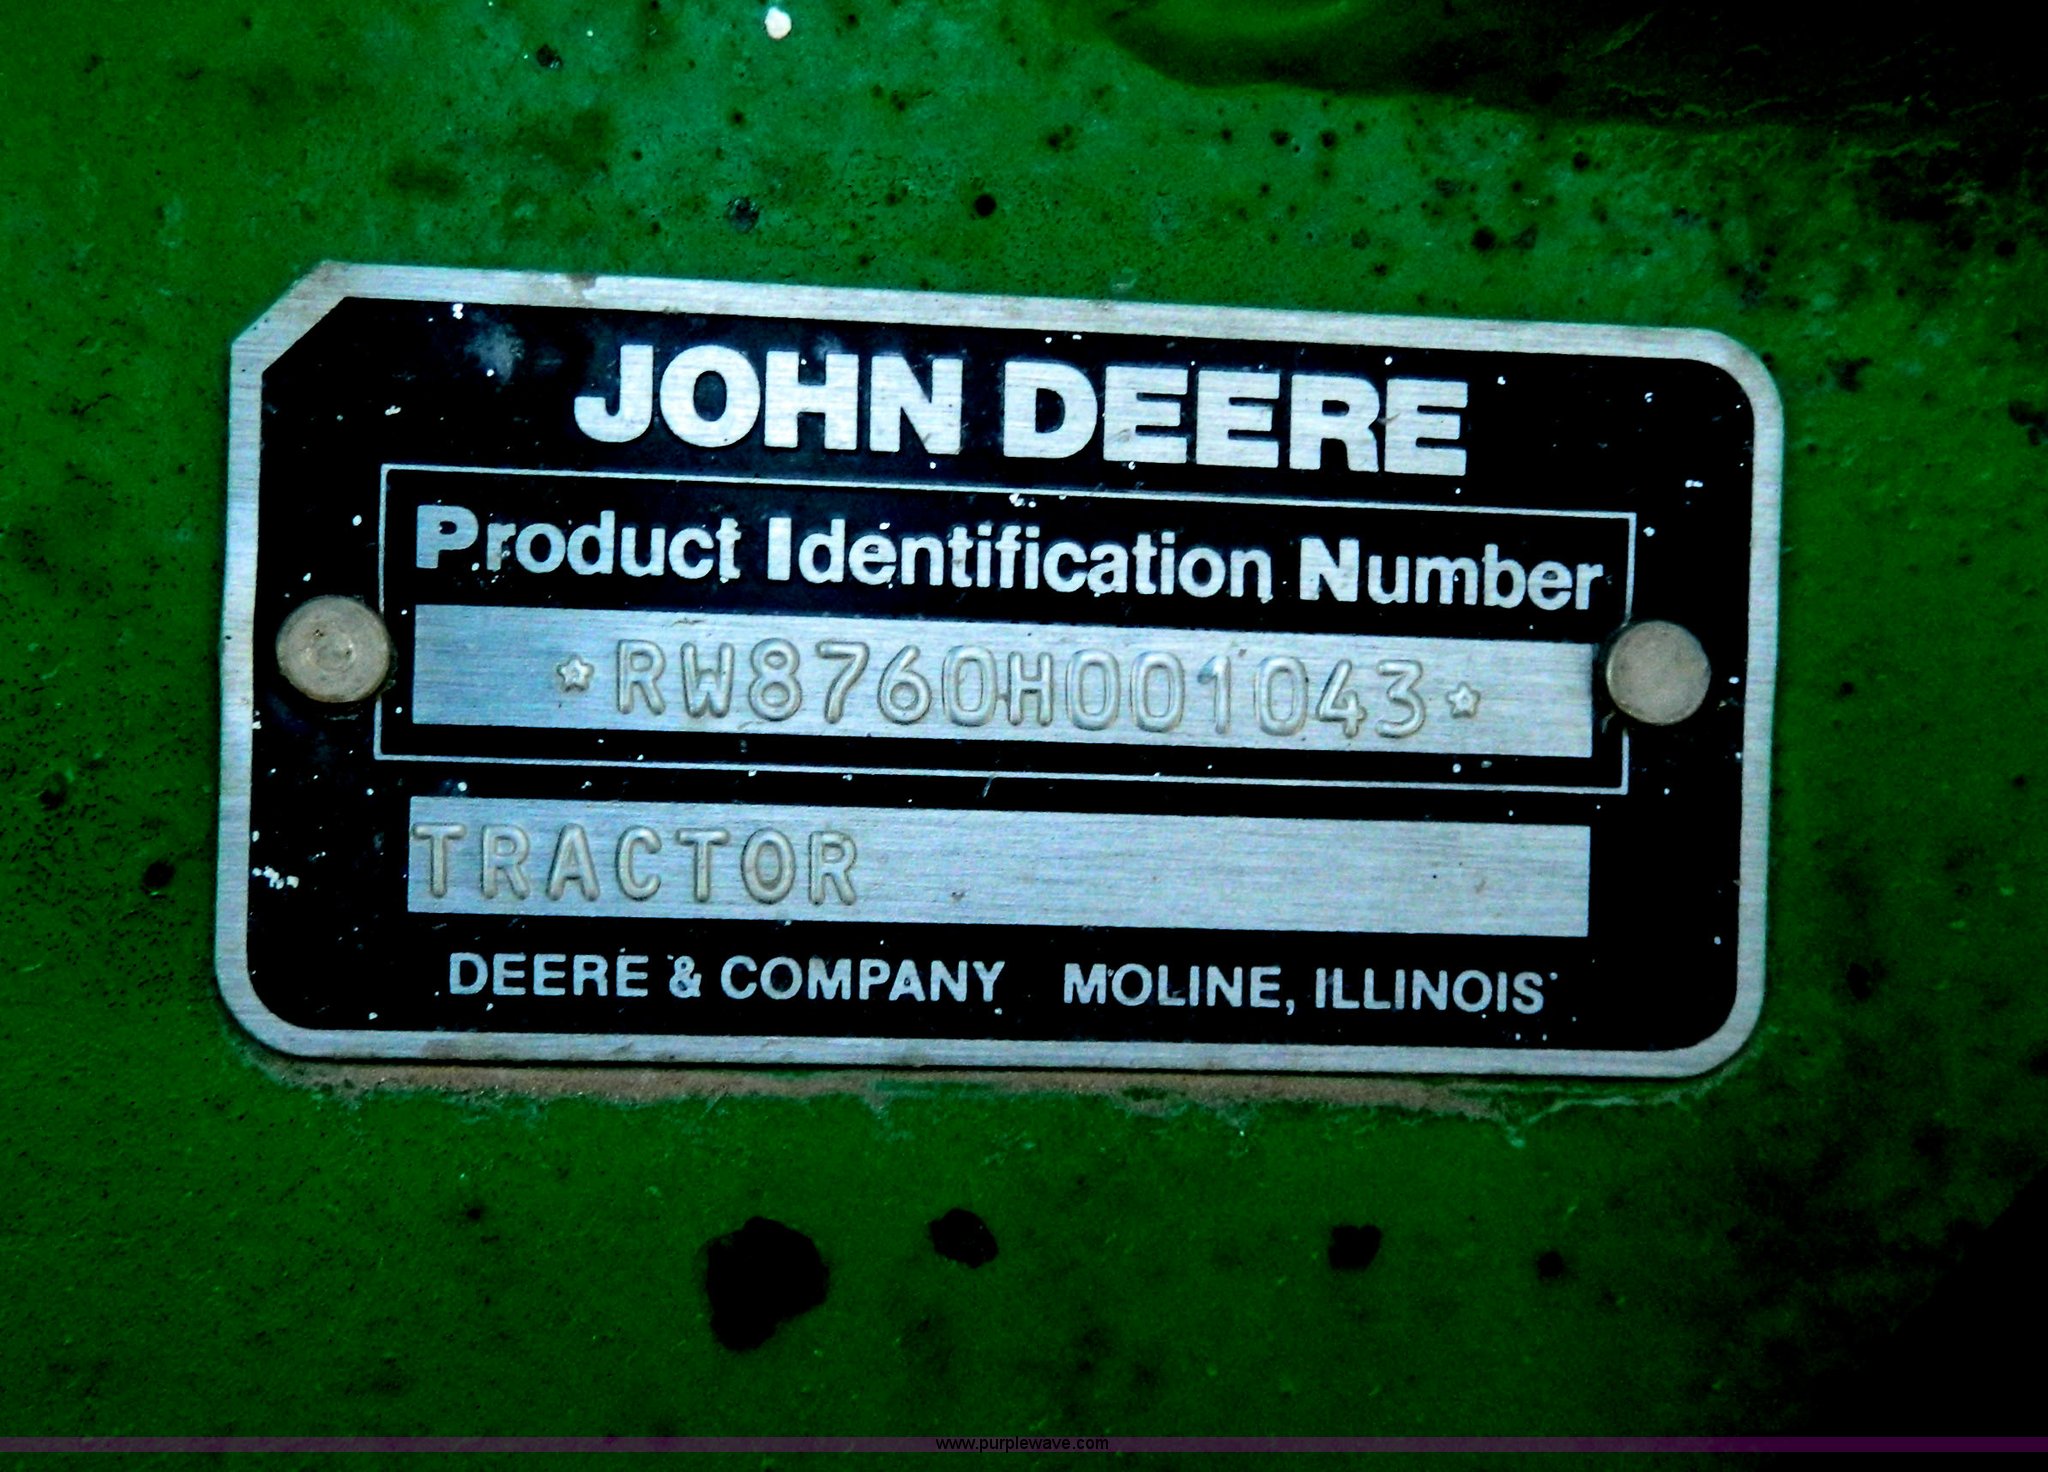 JOHN DEERE
Product Identification Number
☆RW8760H001043☆
TRACTOR
DEERE & COMPANY MOLINE, ILLINOIS
www.purplewave.com